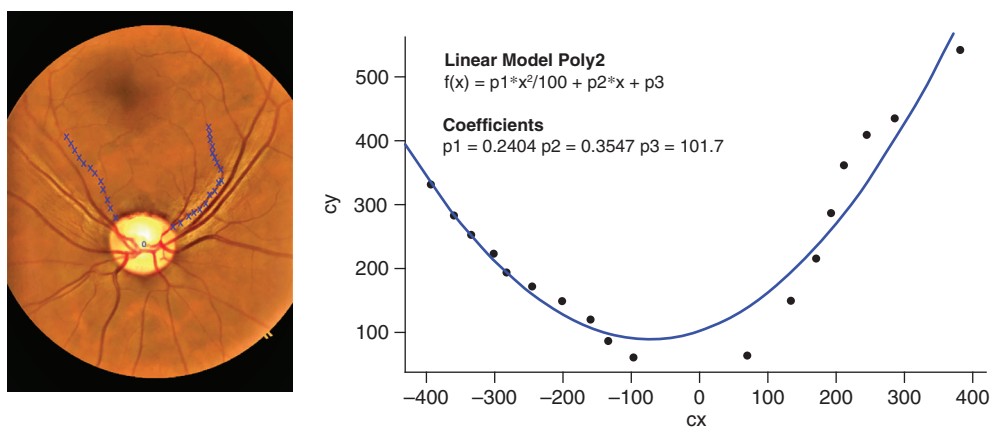 Linear Model Poly2
f(x) = p1*x²/100 + p2*x + p3
Coefficients
p1 = 0.2404 p2 = 0.3547 p3 = 101.7
500
400
300
200
100
cy
–400 –300 –200 –100 0 100 200 300 400
cx